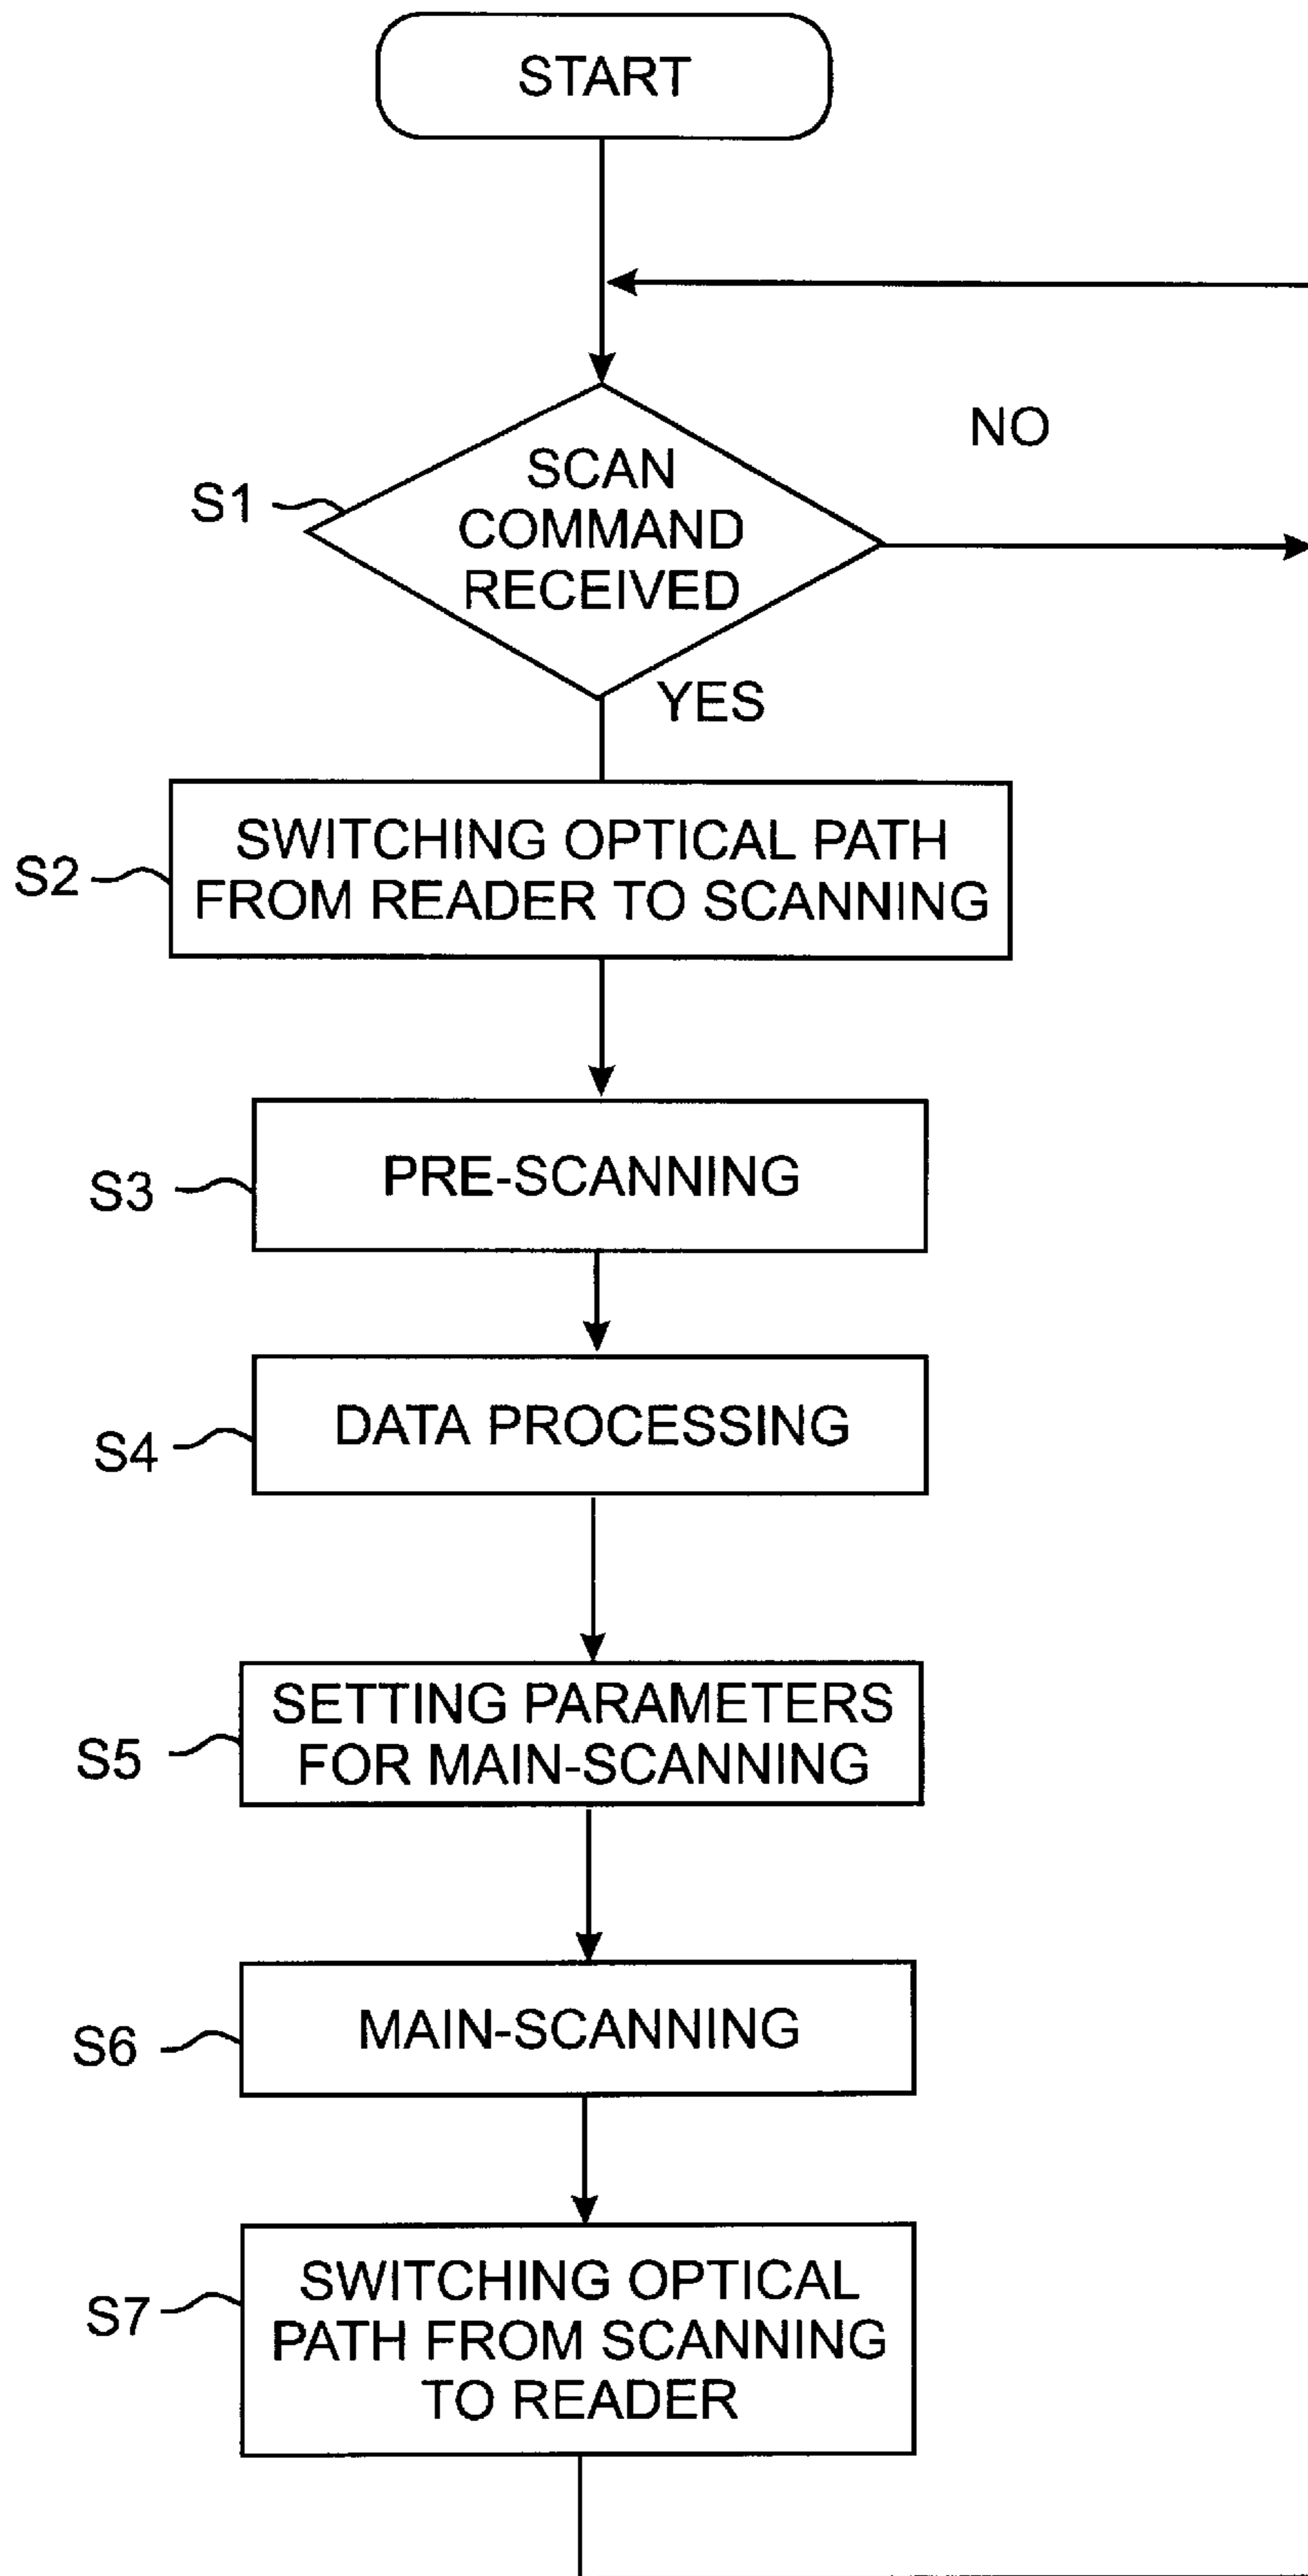 START
NO
S1
SCAN
COMMAND
RECEIVED
YES
S2
SWITCHING OPTICAL PATH
FROM READER TO SCANNING
S3
PRE-SCANNING
S4
DATA PROCESSING
S5
SETTING PARAMETERS
FOR MAIN-SCANNING
S6
MAIN-SCANNING
S7
SWITCHING OPTICAL
PATH FROM SCANNING
TO READER